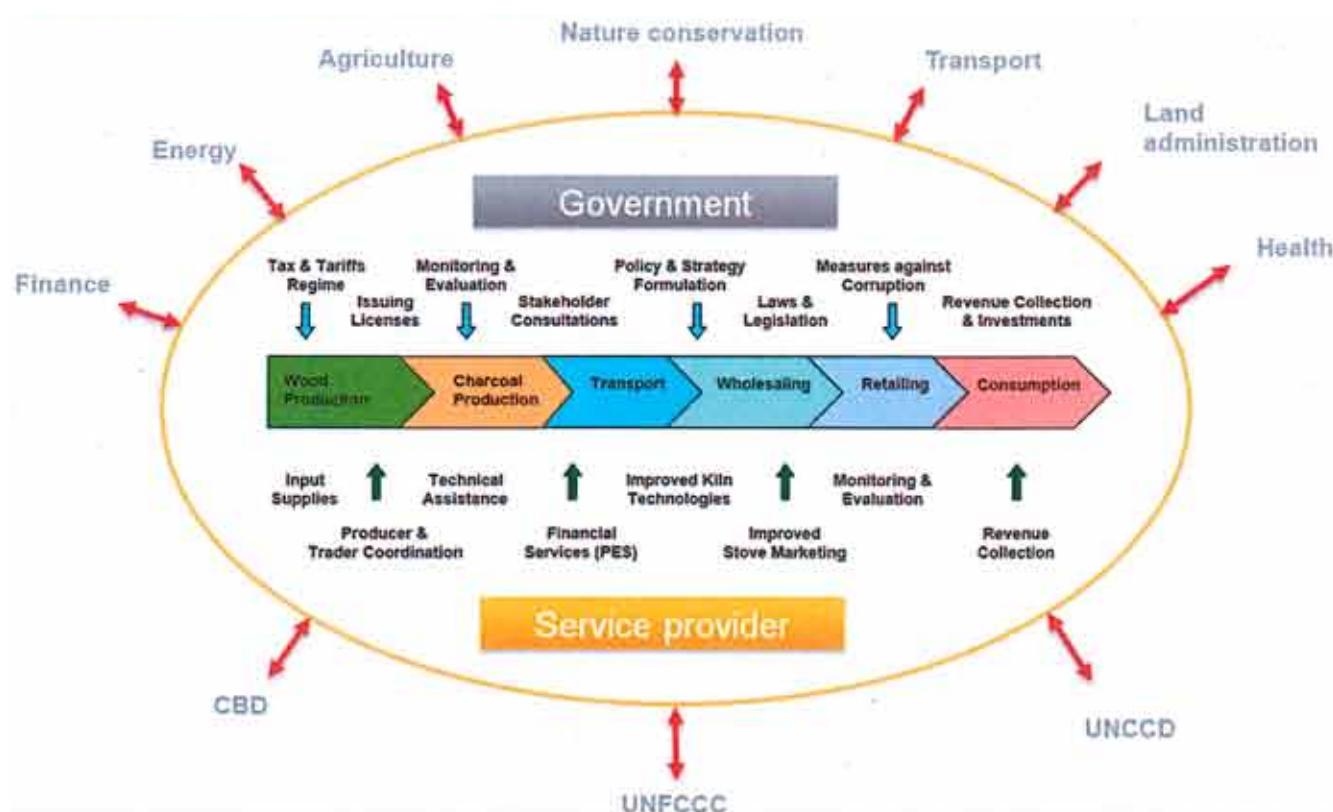 Nature conservation
Agriculture
Transport
Land
administration
Energy
Health
Finance
Government
Tax & Tariffs
Regime
Issuing
Licenses
Monitoring &
Evaluation
Stakeholder
Consultations
Policy & Strategy
Formulation
Laws &
Legislation
Measures against
Corruption
Revenue Collection
& Investments
Wood
Production
Charcoal
Production
Transport
Wholesaling
Retailing
Consumption
Input
Supplies
Producer &
Trader Coordination
Technical
Assistance
Financial
Services (PES)
Improved Kiln
Technologies
Improved
Stove Marketing
Monitoring &
Evaluation
Revenue
Collection
Service provider
CBD
UNFCCC
UNCCD